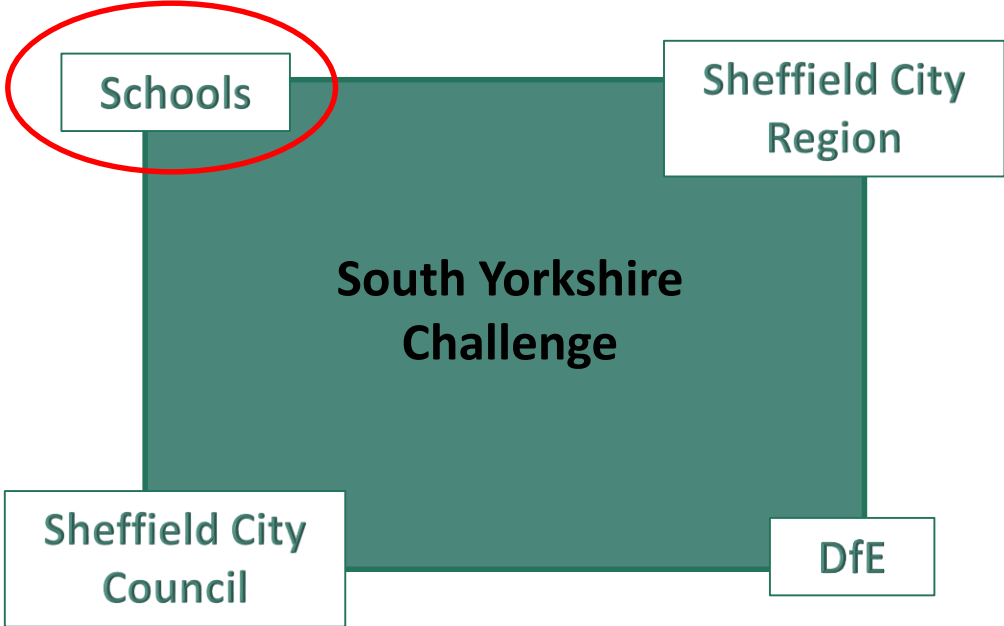 Schools
Sheffield City
Region
South Yorkshire
Challenge
Sheffield City
Council
DfE